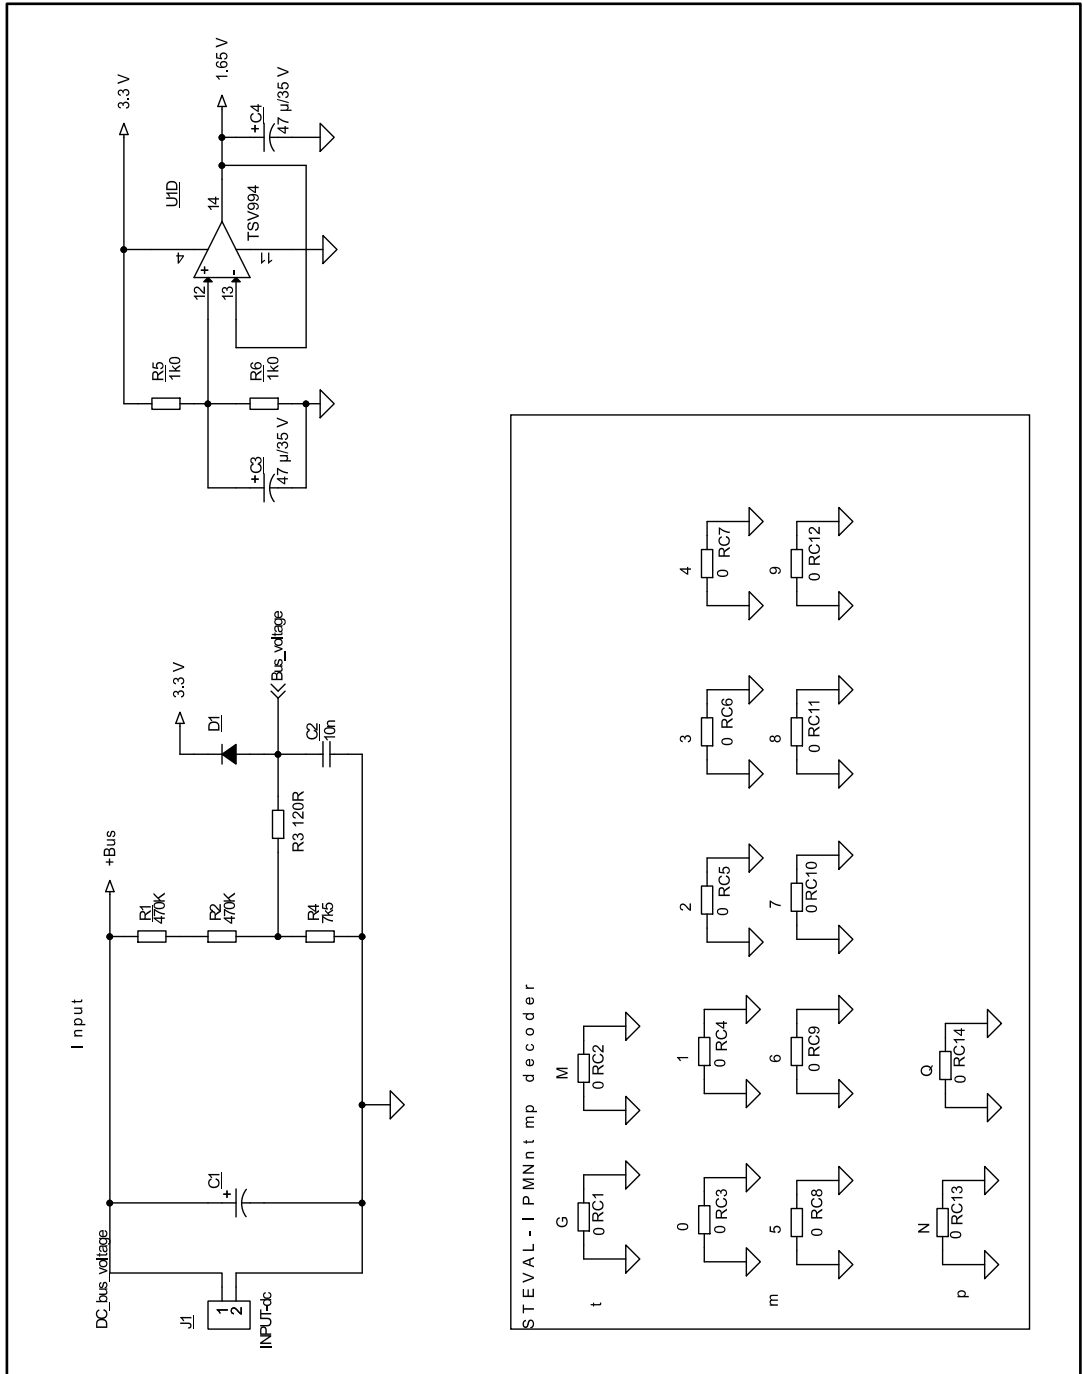 Input
DC_bus_voltage
J1
1
2
INPUT-dc
C1
+
+Bus
R1
470K
R2
470K
R4
7k5
R3 120R
D1
3.3 V
C2
10n
Bus_voltage
3.3 V
R5
1k0
R6
1k0
+C3
47 µ/35 V
U1D
4
12
+
13
-
14
11
TSV994
1.65 V
+C4
47 µ/35 V
STEVAL-IPMNntmp decoder
t
G
0 RC1
M
0 RC2
m
0
0 RC3
1
0 RC4
2
0 RC5
3
0 RC6
4
0 RC7
5
0 RC8
6
0 RC9
7
0 RC10
8
0 RC11
9
0 RC12
p
N
0 RC13
Q
0 RC14